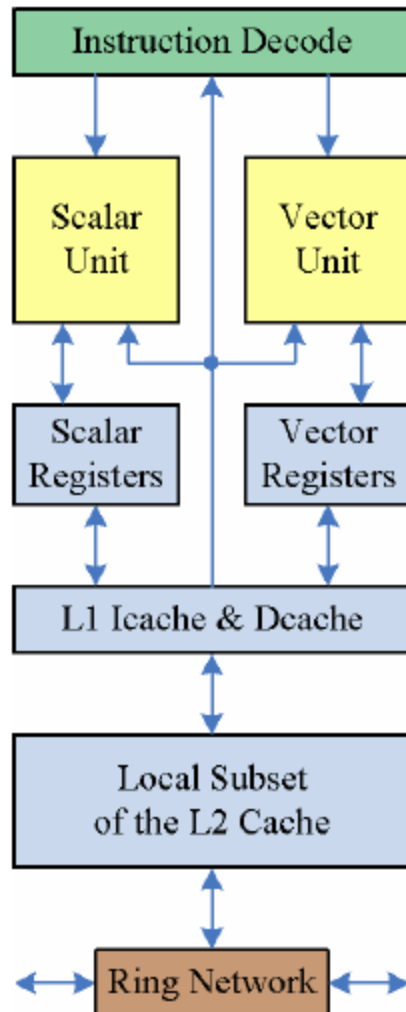 Instruction Decode
Scalar
Unit
Vector
Unit
Scalar
Registers
Vector
Registers
L1 Icache & Dcache
Local Subset
of the L2 Cache
Ring Network